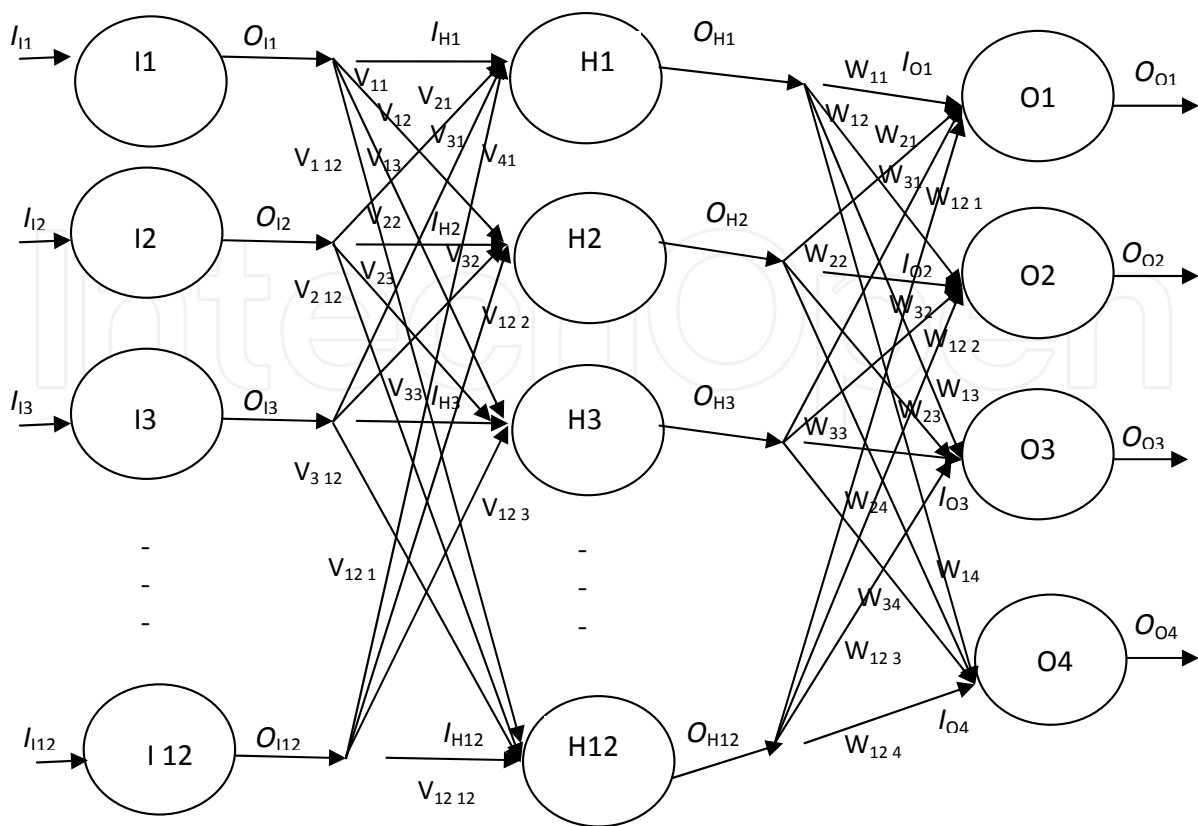 I_I1
I1
O_I1
I_H1
H1
O_H1
W_11
I_O1
O1
O_O1
V_11
V_12
V_21
V_31
V_41
V_1 12
V_13
W_12
W_21
W_31
W_12 1
I_I2
I2
O_I2
V_22
I_H2
H2
O_H2
W_22
I_O2
O2
O_O2
V_2 12
V_23
V_32
V_12 2
W_32
W_12 2
IntechOpen
I_I3
I3
O_I3
V_33
I_H3
H3
O_H3
W_33
W_23
W_13
O3
O_O3
V_3 12
V_12 3
W_24
I_O3
V_12 1
W_14
W_34
-
-
-
-
-
-
W_12 3
O4
O_O4
I_I12
I 12
O_I12
I_H12
H12
O_H12
I_O4
W_12 4
V_12 12